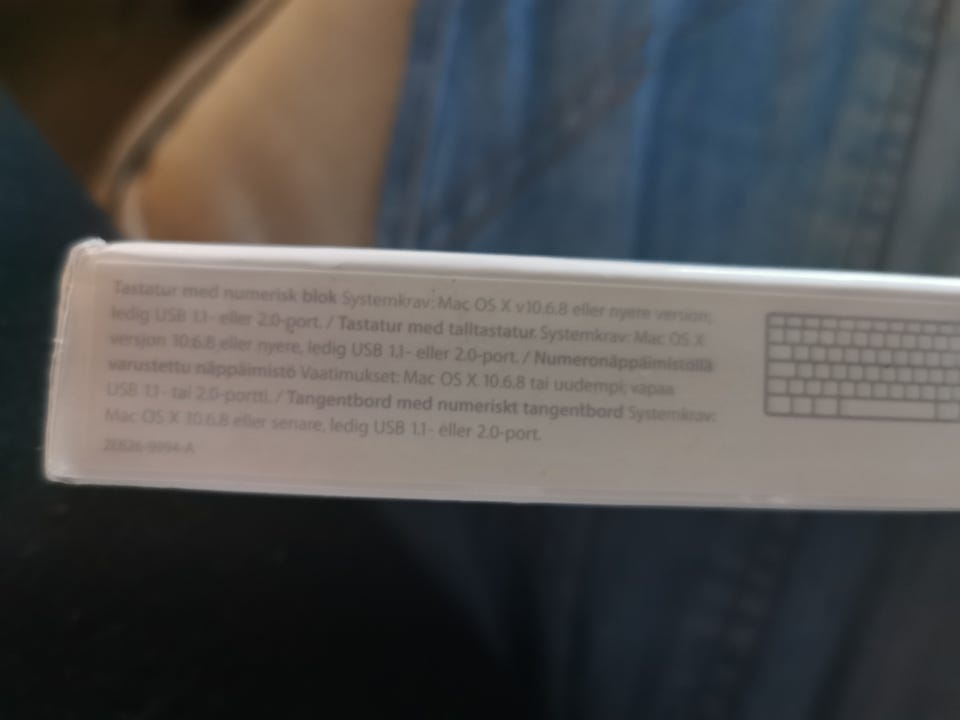 Tastatur med numerisk blok Systemkrav: Mac OS X v10.6.8 eller nyere version;
ledig USB 1.1- eller 2.0-port. / Tastatur med talltastatur Systemkrav: Mac OS X
versjon 10.6.8 eller nyere, ledig USB 1.1- eller 2.0-port. / Numeronäppäimistöllä
varustettu näppäimistö Vaatimukset: Mac OS X 10.6.8 tai uudempi; vapaa
USB 1.1- tai 2.0-portti. / Tangentbord med numeriskt tangentbord Systemkrav:
Mac OS X 10.6.8 eller senare, ledig USB 1.1- eller 2.0-port.